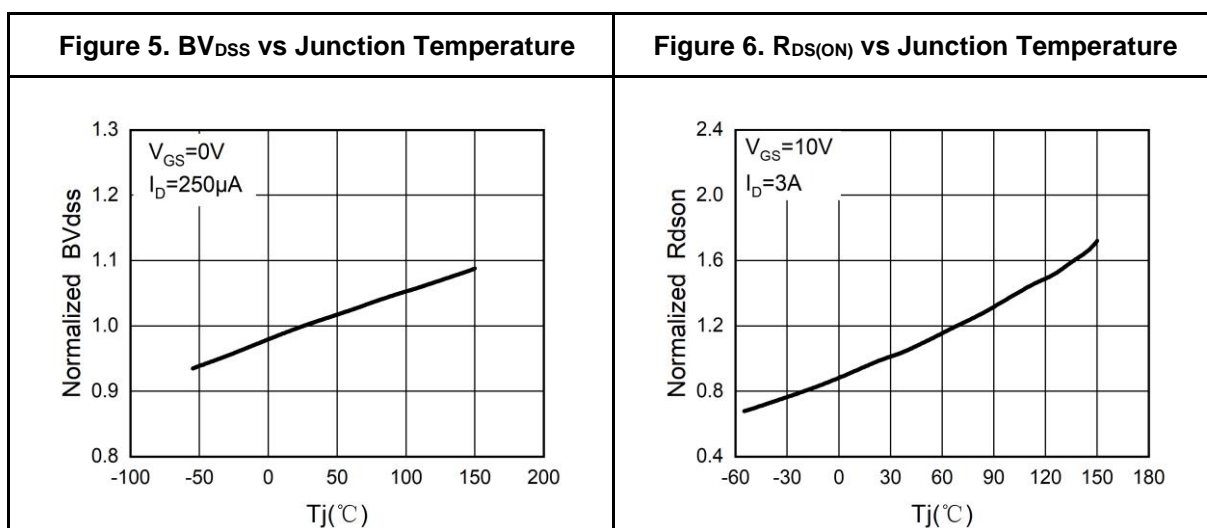 Figure 5. BVDSS vs Junction Temperature
Figure 6. RDS(ON) vs Junction Temperature
1.3
1.2
1.1
1.0
0.9
0.8
Normalized BVdss
VGS=0V
ID=250μA
-100 -50 0 50 100 150 200
Tj(℃)
2.4
2.0
1.6
1.2
0.8
0.4
Normalized Rdson
VGS=10V
ID=3A
-60 -30 0 30 60 90 120 150 180
Tj(℃)